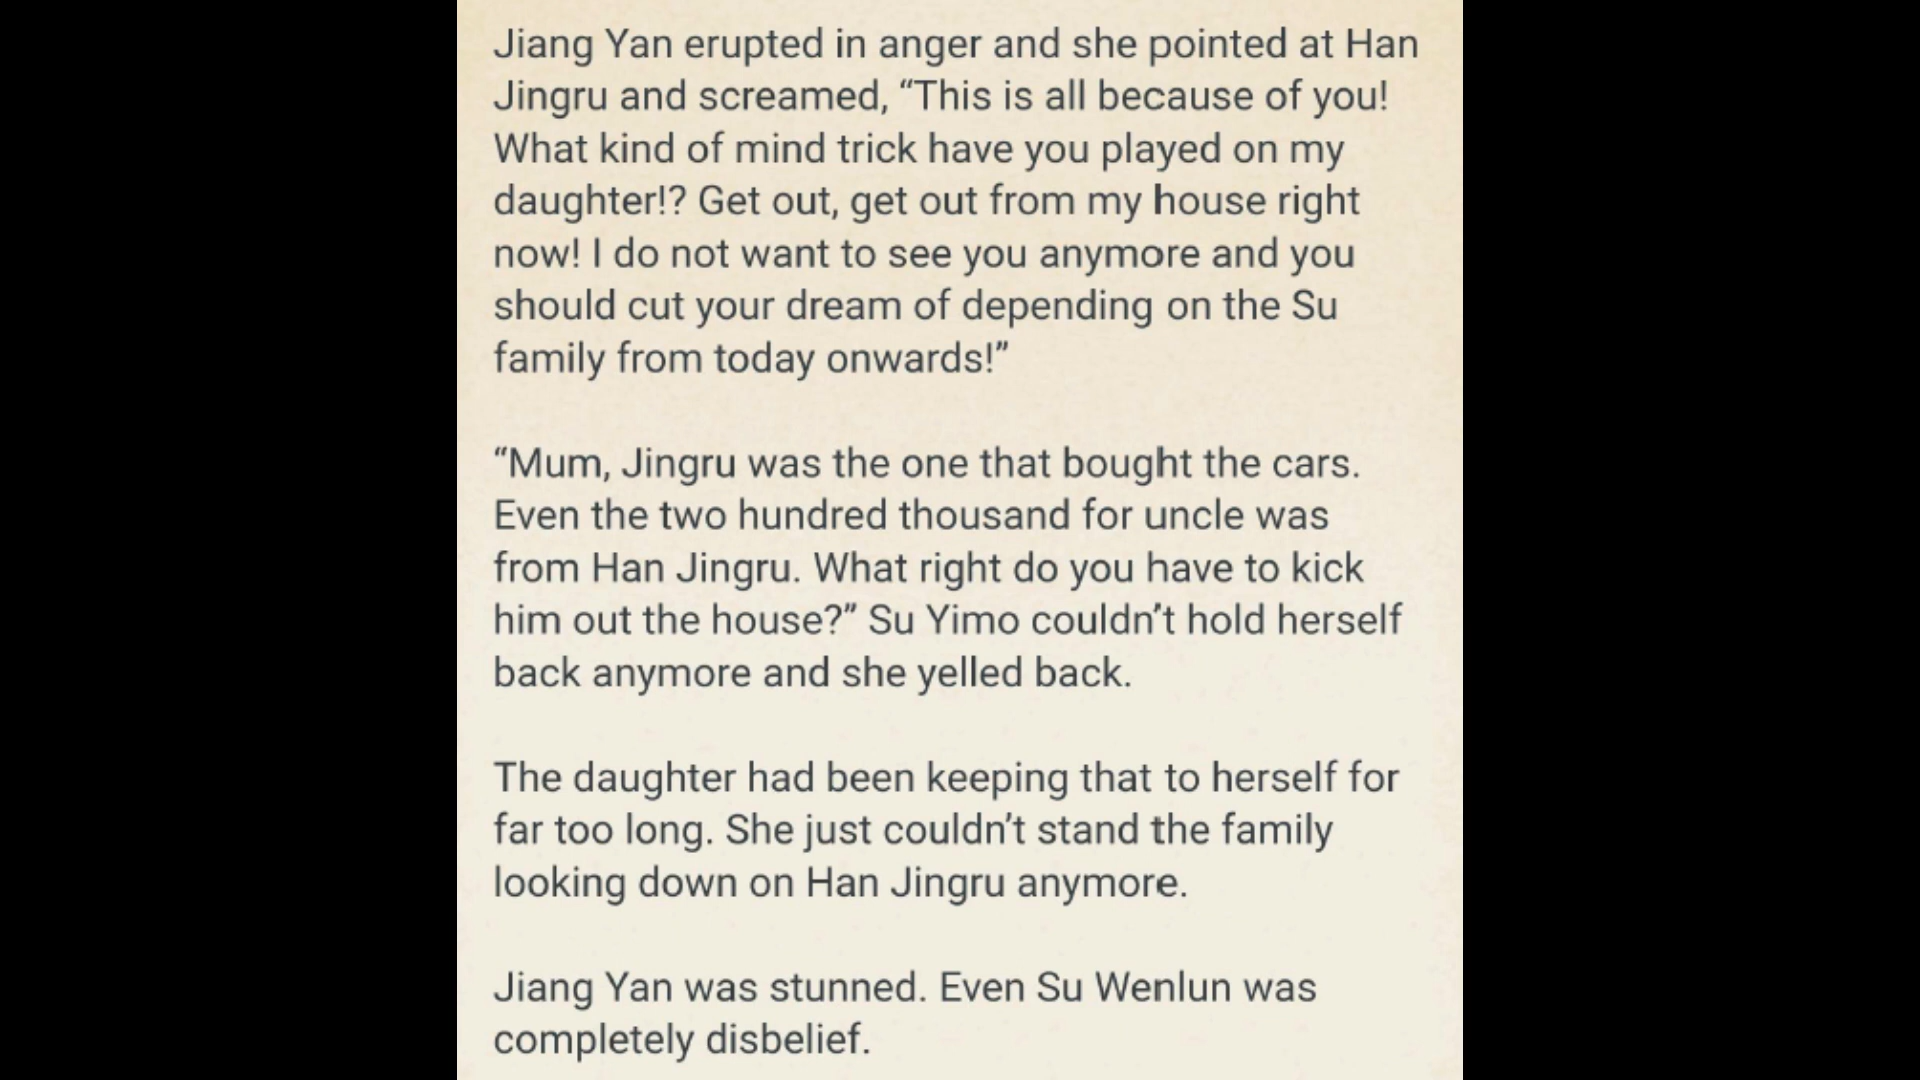 Jiang Yan erupted in anger and she pointed at Han
Jingru and screamed, “This is all because of you!
What kind of mind trick have you played on my
daughter!? Get out, get out from my house right
now! I do not want to see you anymore and you
should cut your dream of depending on the Su
family from today onwards!”
“Mum, Jingru was the one that bought the cars.
Even the two hundred thousand for uncle was
from Han Jingru. What right do you have to kick
him out the house?” Su Yimo couldn’t hold herself
back anymore and she yelled back.
The daughter had been keeping that to herself for
far too long. She just couldn’t stand the family
looking down on Han Jingru anymore.
Jiang Yan was stunned. Even Su Wenlun was
completely disbelief.